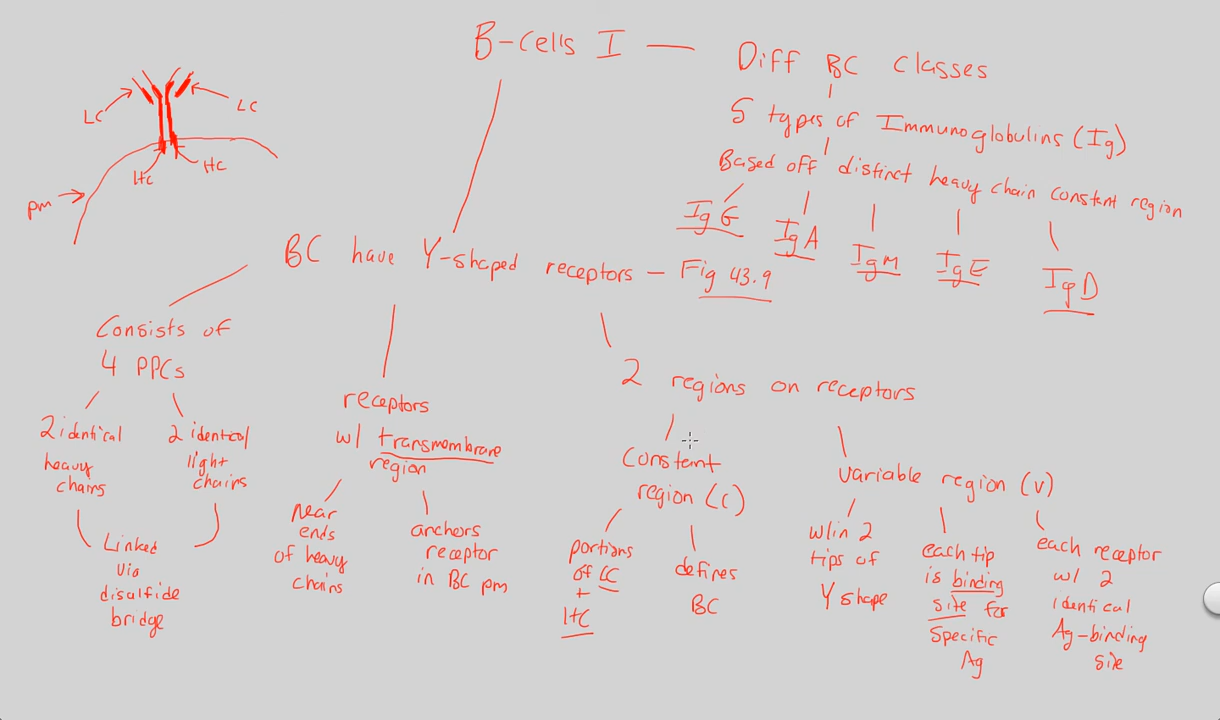 B-cells I — Diff BC classes
5 types of Immunoglobulins (Ig)
Based off distinct heavy chain constant region
IgG
IgA
IgM
IgE
IgD
LC
LC
HC
HC
pm
BC have Y-shaped receptors — Fig 43.9
Consists of
4 PPCs
2 identical
heavy
chains
2 identical
light
chains
Linked
via
disulfide
bridge
receptors
w/ transmembrane
region
near
ends
of heavy
chains
anchors
receptor
in BC pm
2 regions on receptors
Constant
region (c)
portions
of LC
+
HC
defines
BC
variable region (v)
w/in 2
tips of
Y shape
each tip
is binding
site for
specific
Ag
each receptor
w/ 2
identical
Ag-binding
site